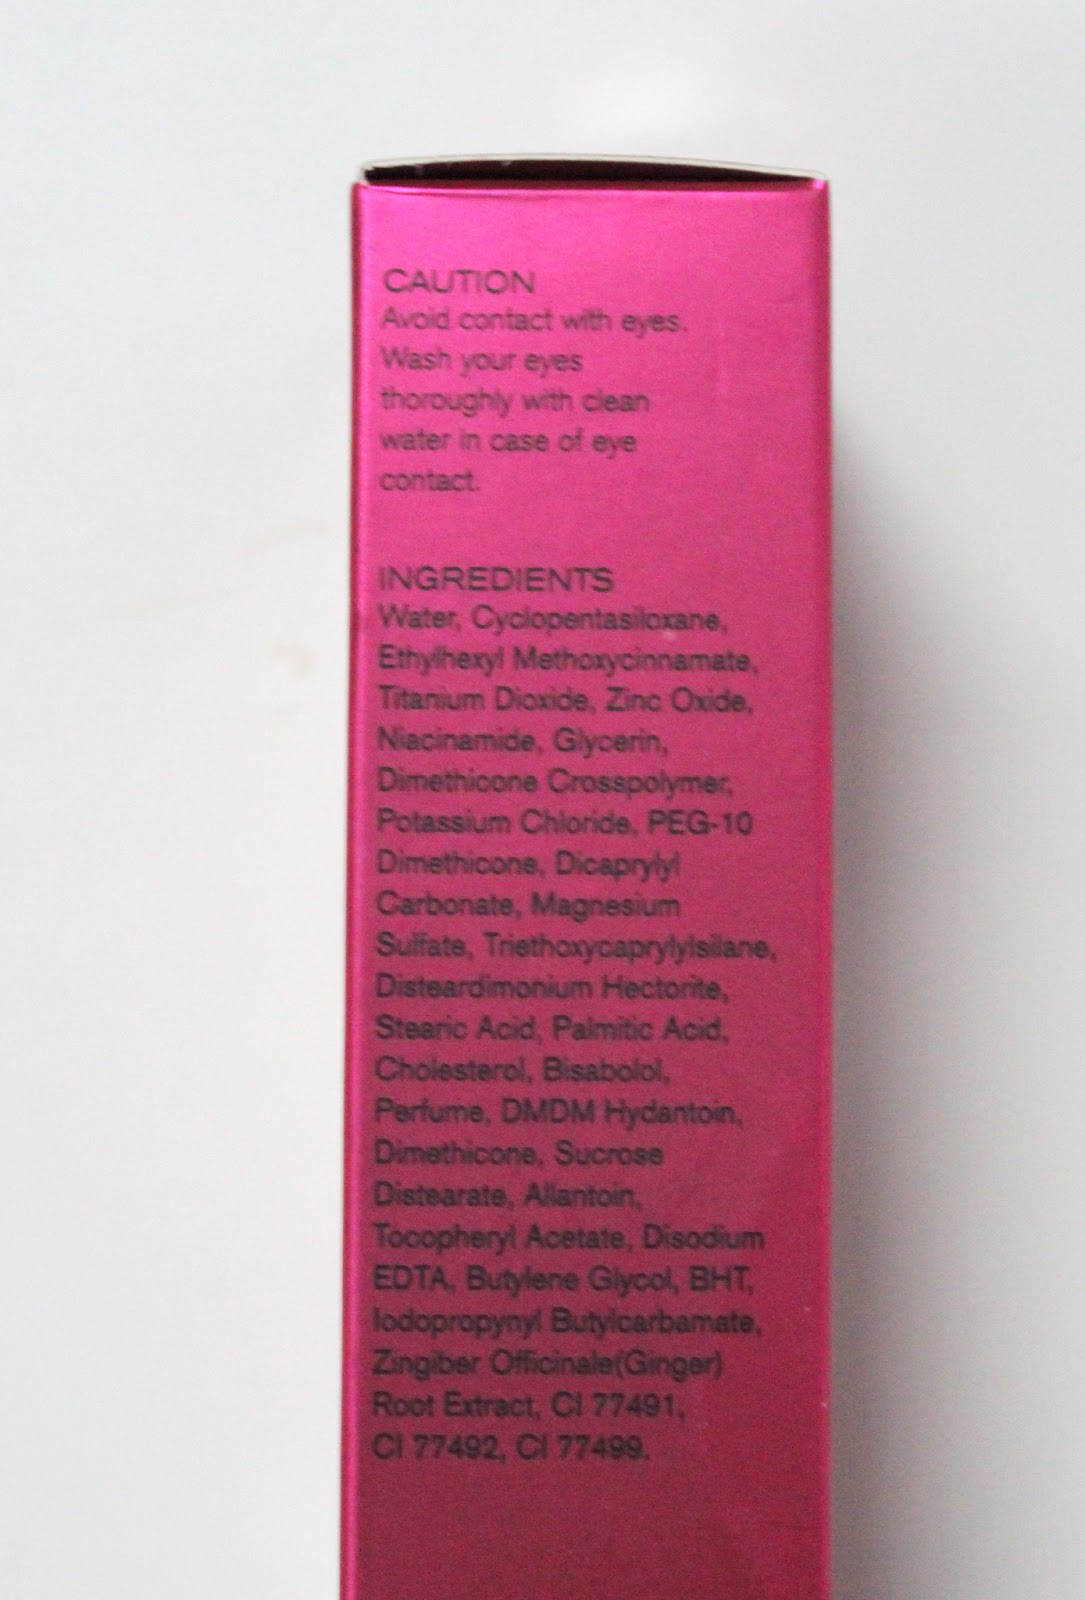 CAUTION
Avoid contact with eyes.
Wash your eyes
thoroughly with clean
water in case of eye
contact.
INGREDIENTS
Water, Cyclopentasiloxane,
Ethylhexyl Methoxycinnamate,
Titanium Dioxide, Zinc Oxide,
Niacinamide, Glycerin,
Dimethicone Crosspolymer,
Potassium Chloride, PEG-10
Dimethicone, Dicaprylyl
Carbonate, Magnesium
Sulfate, Triethoxycaprylylsilane,
Disteardimonium Hectorite,
Stearic Acid, Palmitic Acid,
Cholesterol, Bisabolol,
Perfume, DMDM Hydantoin,
Dimethicone, Sucrose
Distearate, Allantoin,
Tocopheryl Acetate, Disodium
EDTA, Butylene Glycol, BHT,
Iodopropynyl Butylcarbamate,
Zingiber Officinale(Ginger)
Root Extract, CI 77491,
CI 77492, CI 77499.